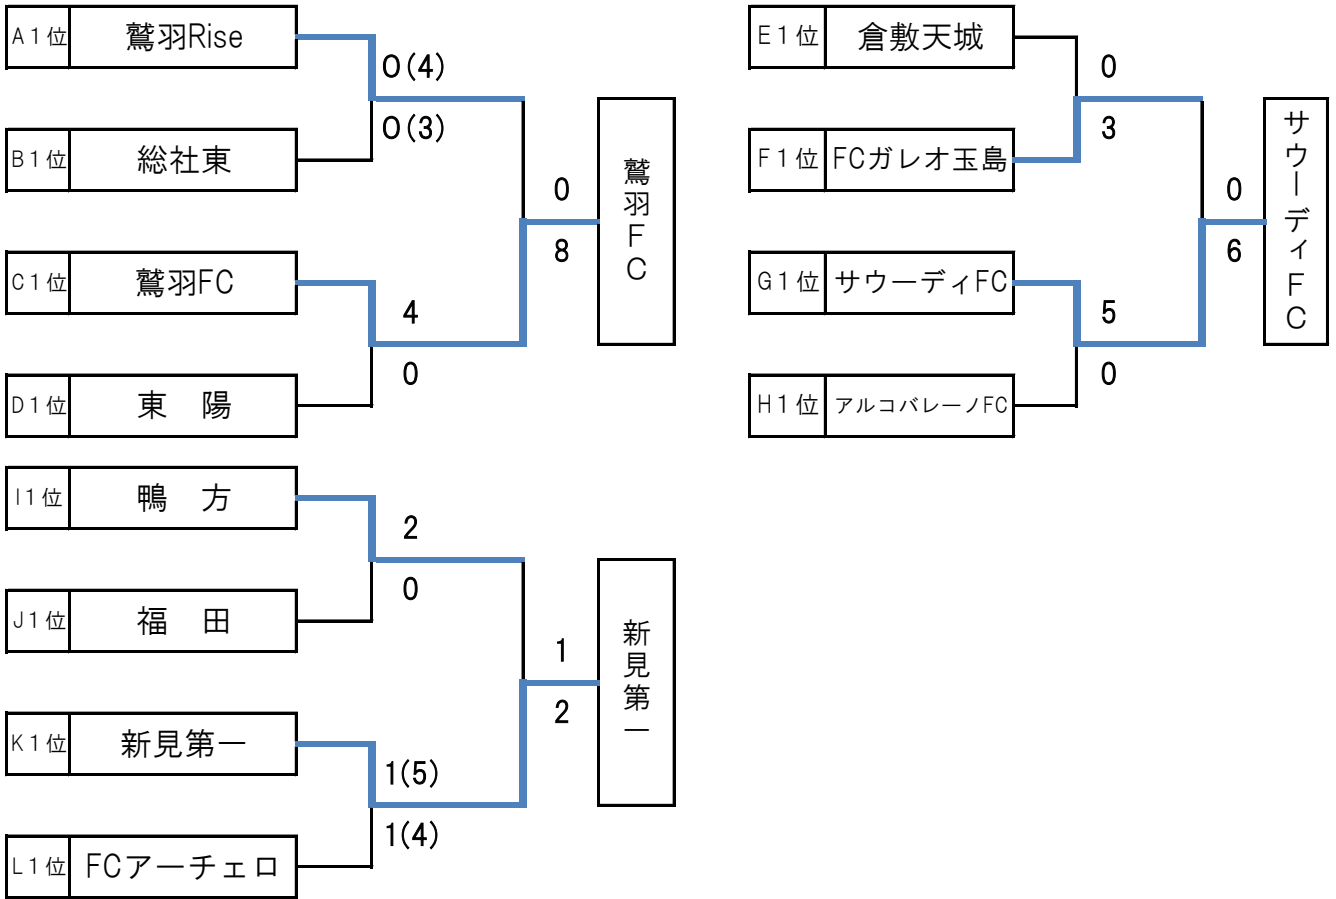 A1位 鷲羽Rise
0(4)
0(3)
B1位 総社東
0
8
鷲羽FC
C1位 鷲羽FC
4
0
D1位 東　陽
E1位 倉敷天城
0
3
F1位 FCガレオ玉島
0
6
サウーディFC
G1位 サウーディFC
5
0
H1位 アルコバレーノFC
I1位 鴨　方
2
0
J1位 福　田
1
2
新見第一
K1位 新見第一
1(5)
1(4)
L1位 FCアーチェロ